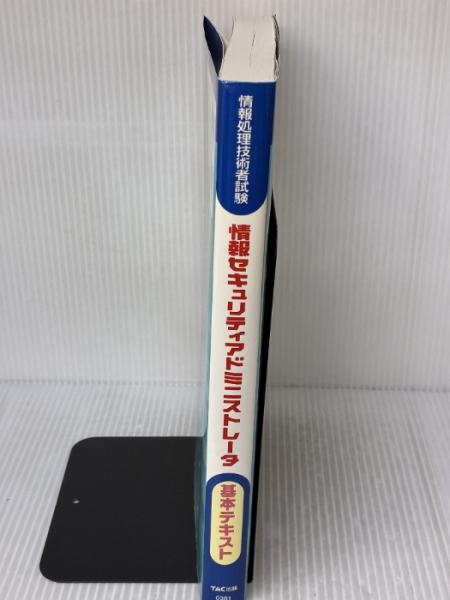 情報処理技術者試験
情報セキュリティアドミニストレータ
基本テキスト
TAC出版
0381